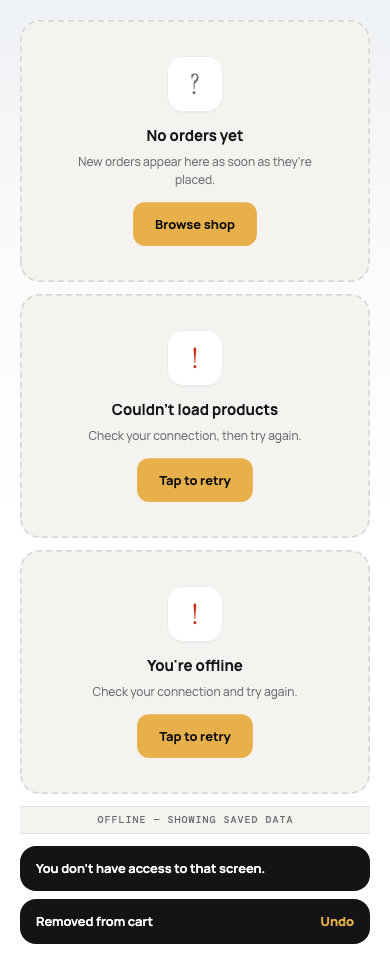 ?
No orders yet
New orders appear here as soon as they're
placed.
Browse shop
!
Couldn't load products
Check your connection, then try again.
Tap to retry
!
You're offline
Check your connection and try again.
Tap to retry
OFFLINE — SHOWING SAVED DATA
You don't have access to that screen.
Removed from cart Undo